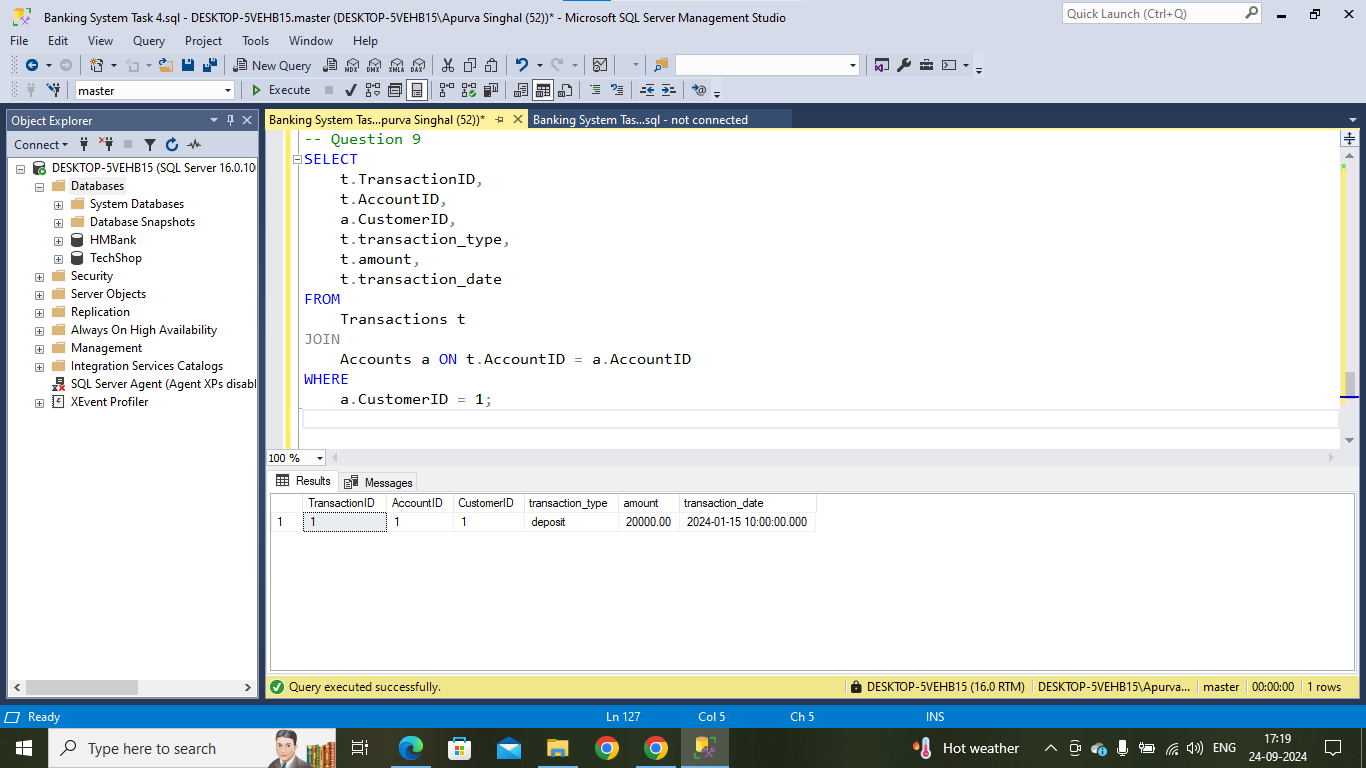 Banking System Task 4.sql - DESKTOP-5VEHB15.master (DESKTOP-5VEHB15\Apurva Singhal (52))* - Microsoft SQL Server Management Studio
Quick Launch (Ctrl+Q)
File Edit View Query Project Tools Window Help
New Query MDX DMX XMLA DAX
master Execute
Object Explorer
Connect
DESKTOP-5VEHB15 (SQL Server 16.0.10
Databases
System Databases
Database Snapshots
HMBank
TechShop
Security
Server Objects
Replication
Always On High Availability
Management
Integration Services Catalogs
SQL Server Agent (Agent XPs disabl
XEvent Profiler
Banking System Tas...purva Singhal (52))* Banking System Tas...sql - not connected
-- Question 9
SELECT
t.TransactionID,
t.AccountID,
a.CustomerID,
t.transaction_type,
t.amount,
t.transaction_date
FROM
Transactions t
JOIN
Accounts a ON t.AccountID = a.AccountID
WHERE
a.CustomerID = 1;
100 %
Results Messages
TransactionID AccountID CustomerID transaction_type amount transaction_date
1 1 1 1 deposit 20000.00 2024-01-15 10:00:00.000
Query executed successfully. DESKTOP-5VEHB15 (16.0 RTM) DESKTOP-5VEHB15\Apurva... master 00:00:00 1 rows
Ready Ln 127 Col 5 Ch 5 INS
Type here to search Hot weather ENG 17:19
24-09-2024